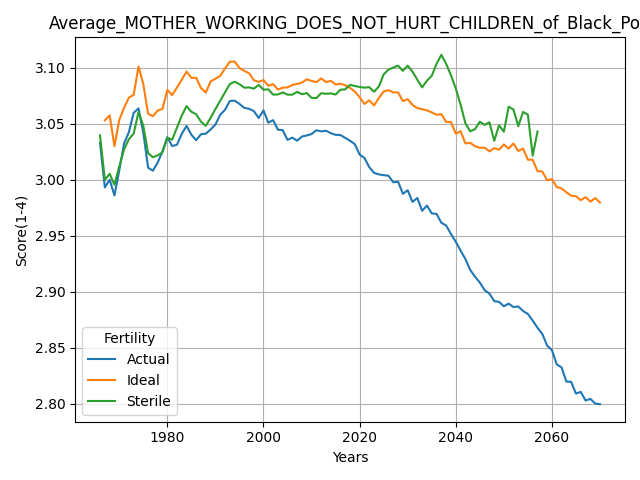 Average_MOTHER_WORKING_DOES_NOT_HURT_CHILDREN_of_Black_Po
Score(1-4)
3.10
3.05
3.00
2.95
2.90
2.85
2.80
Fertility
Actual
Ideal
Sterile
1980 2000 2020 2040 2060
Years